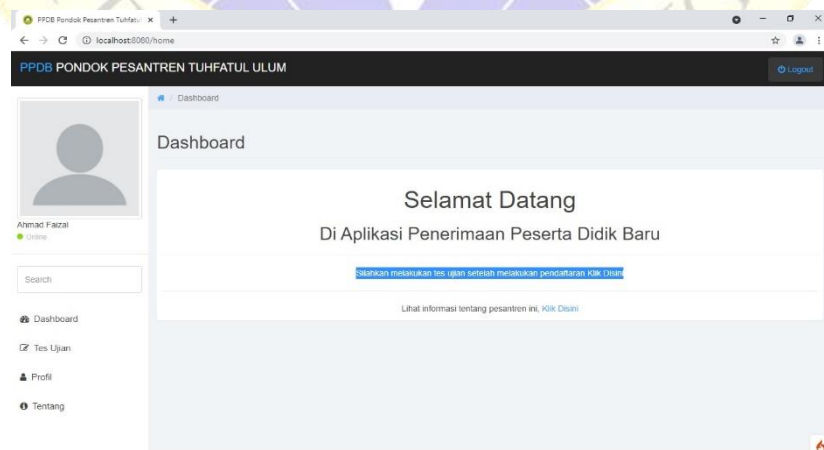 PPDB Pondok Pesantren Tuhfatu
localhost:8080/home
PPDB PONDOK PESANTREN TUHFATUL ULUM
Logout
/ Dashboard
Dashboard
Ahmad Faizal
Online
Search
Dashboard
Tes Ujian
Profil
Tentang
Selamat Datang
Di Aplikasi Penerimaan Peserta Didik Baru
Silahkan melakukan tes ujian setelah melakukan pendaftaran Klik Disini
Lihat informasi tentang pesantren ini, Klik Disini